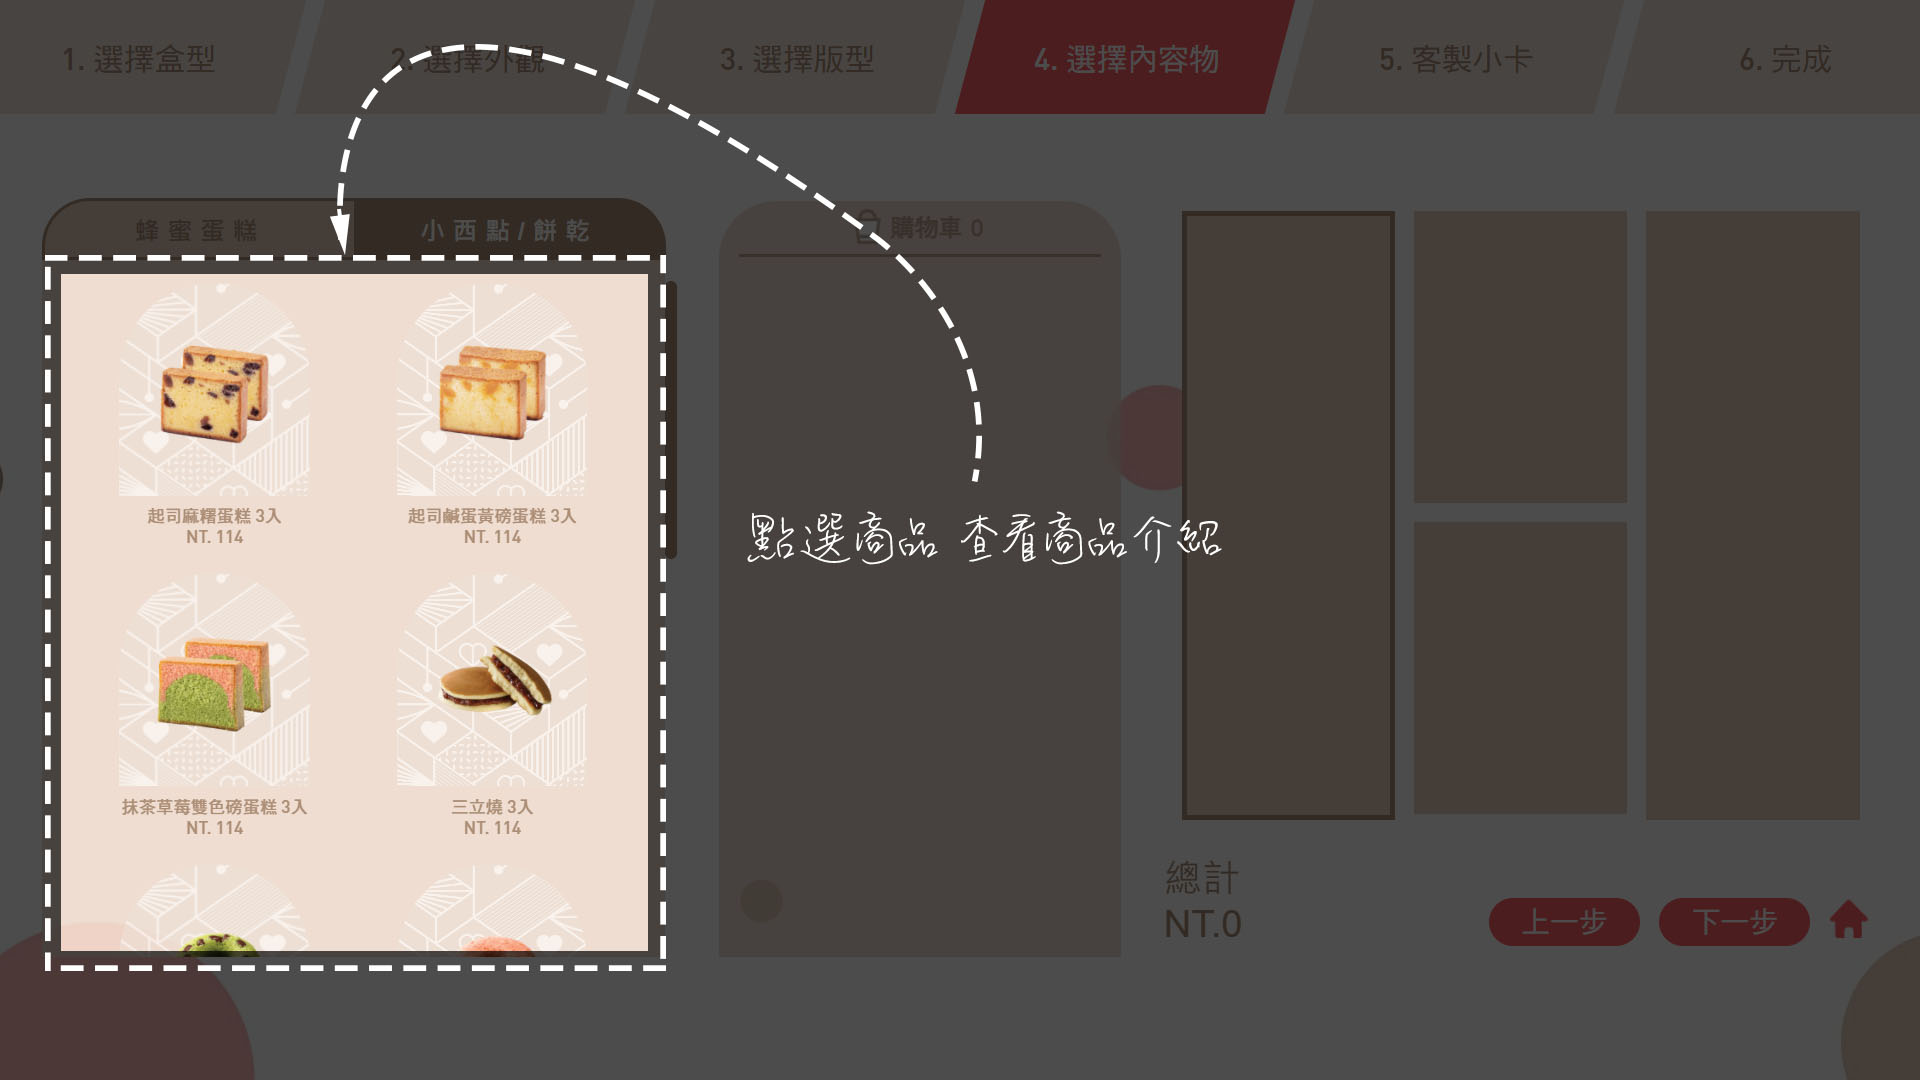 1. 選擇盒型
2. 選擇外觀
3. 選擇版型
4. 選擇內容物
5. 客製小卡
6. 完成
蜂蜜蛋糕
小西點/餅乾
購物車 0
起司麻糬蛋糕 3入
NT. 114
起司鹹蛋黃磅蛋糕 3入
NT. 114
點選商品 查看商品介紹
抹茶草莓雙色磅蛋糕 3入
NT. 114
三立燒 3入
NT. 114
總計
NT.0
上一步
下一步